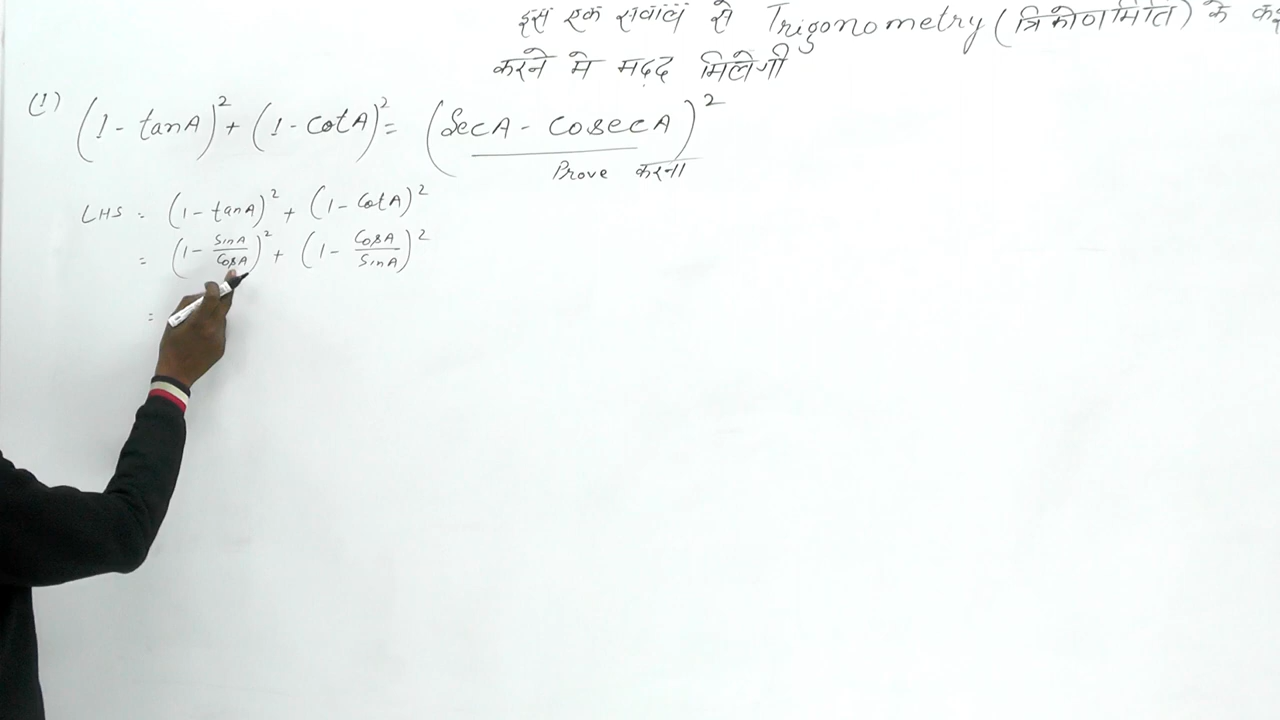 इस एक सवाल से Trigonometry (त्रिकोणमिति) के
करने मे मदद मिलेगी
(1) (1 - tanA)² + (1 - cotA)² = (SecA - CosecA)²
Prove करना
LHS = (1 - tanA)² + (1 - CotA)²
= (1 - SinA/CosA)² + (1 - CosA/SinA)²
=